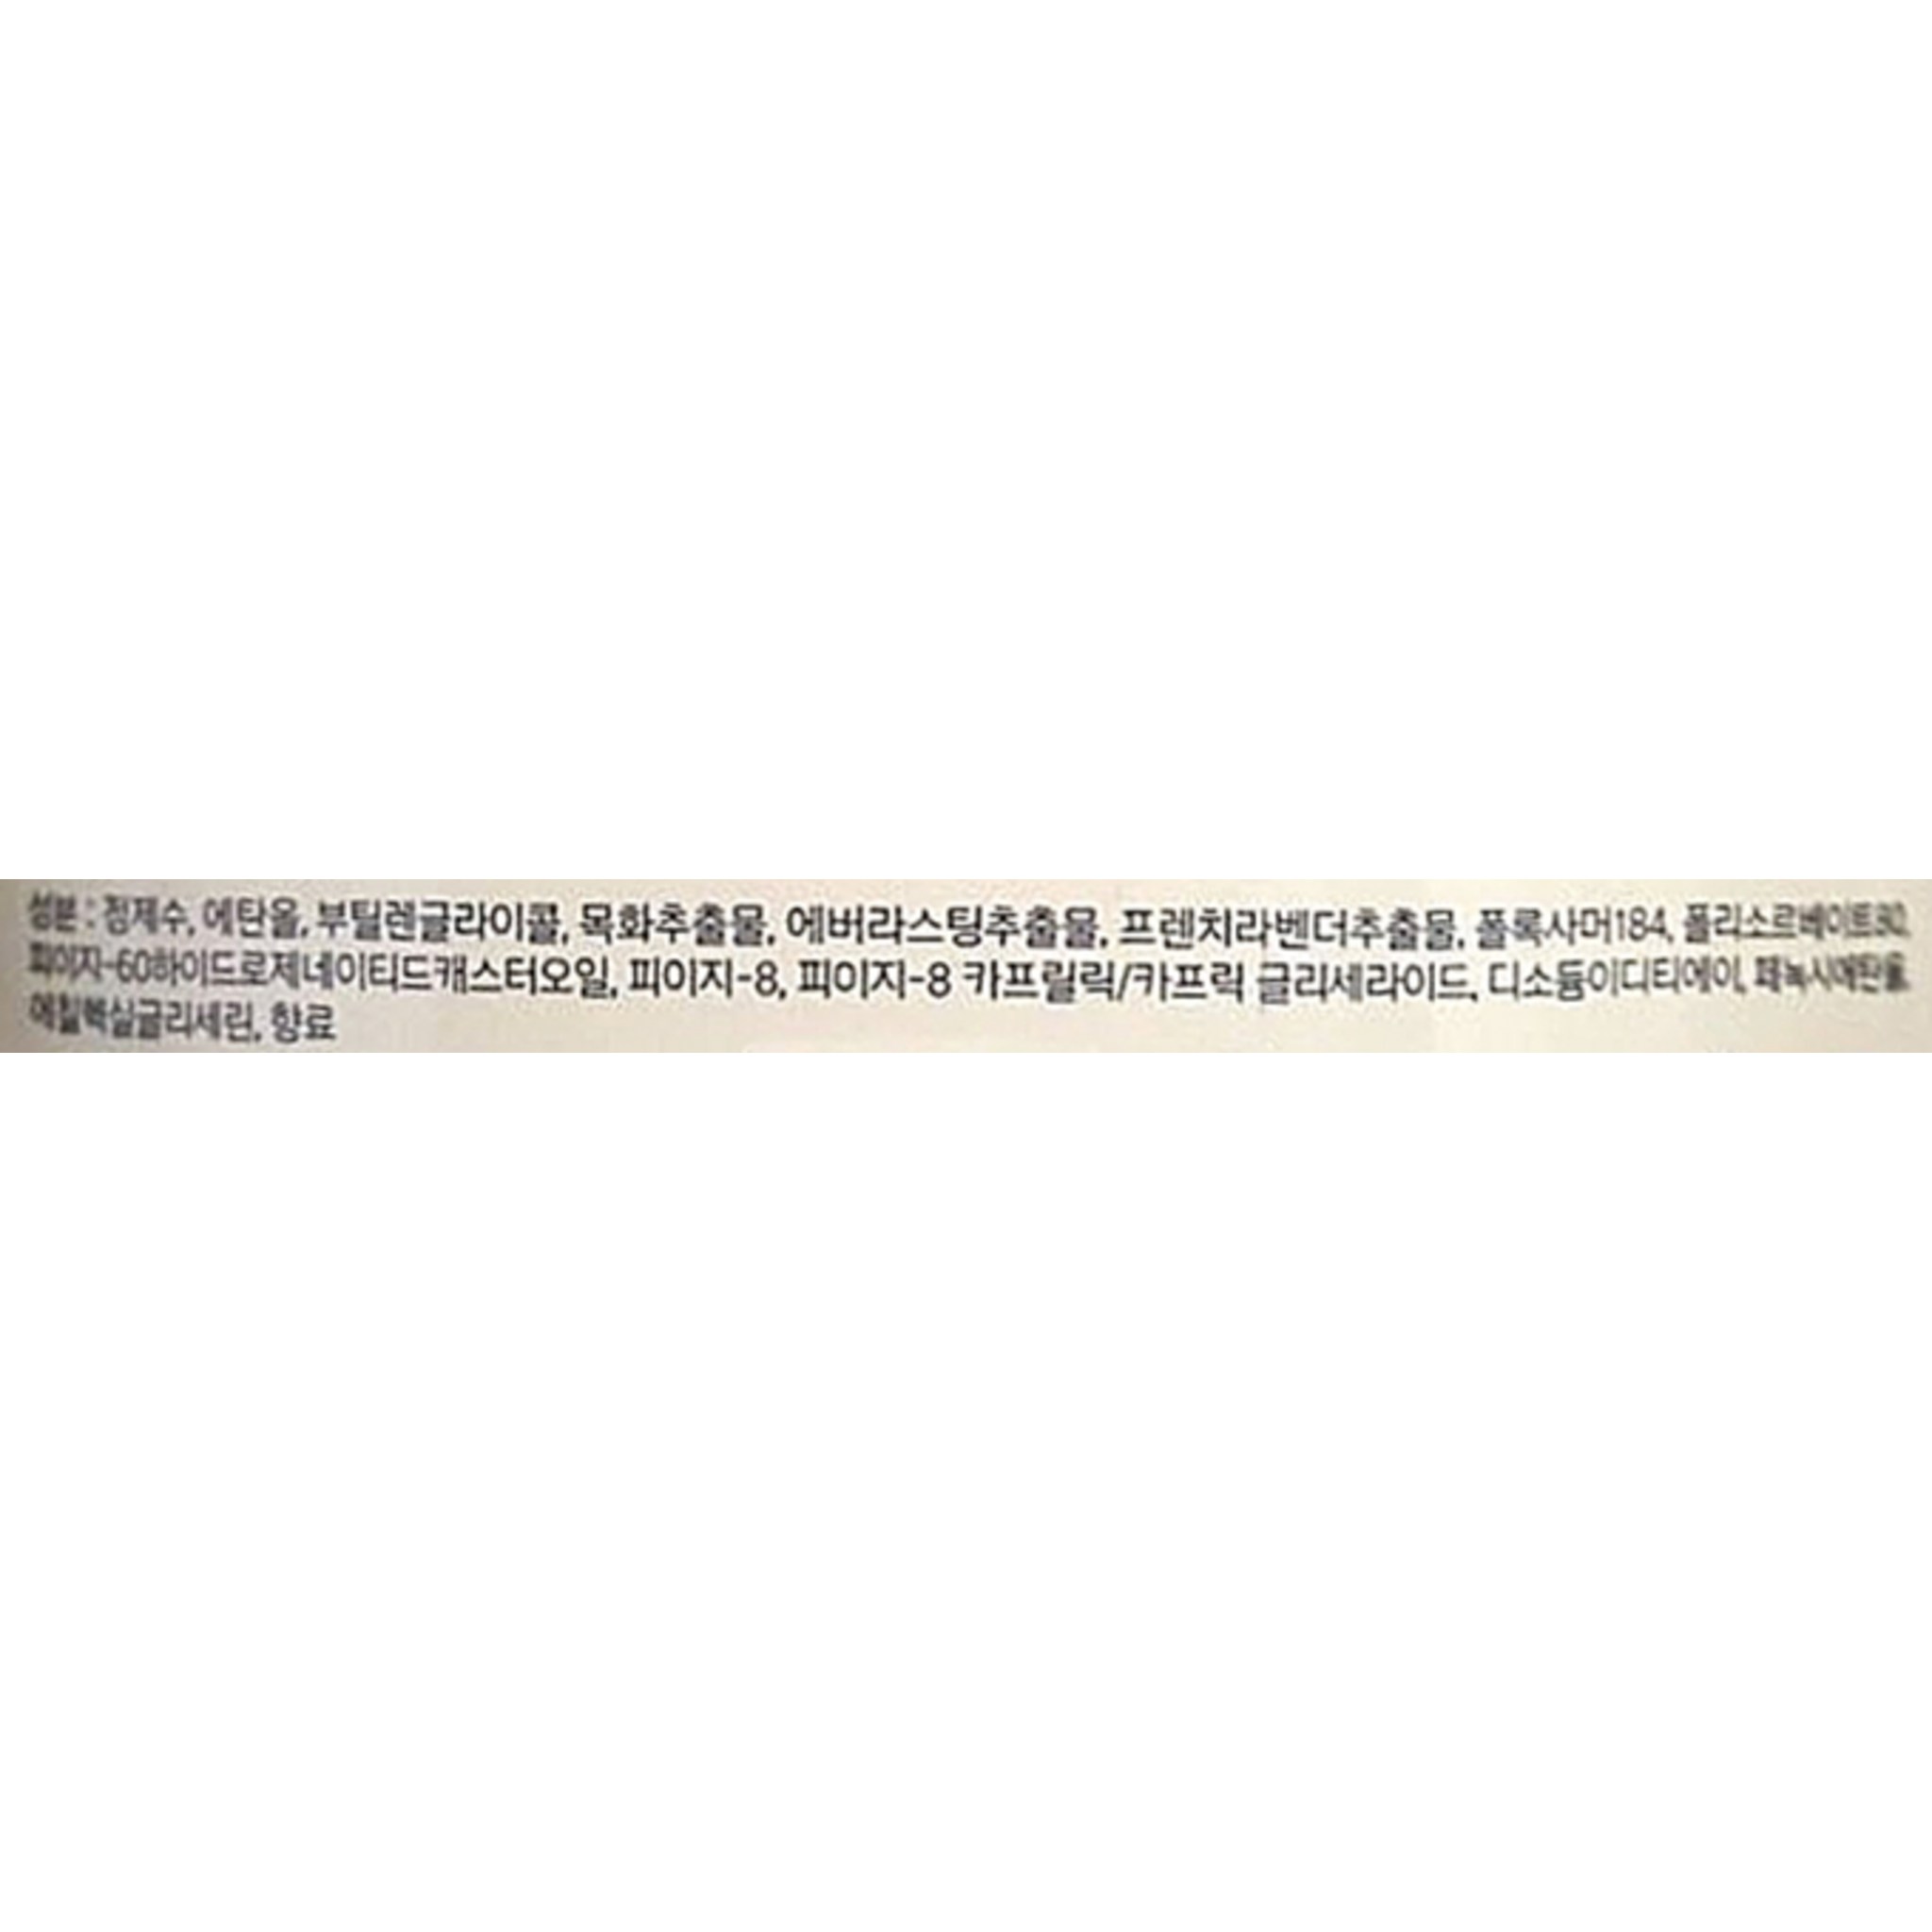 성분 : 정제수, 에탄올, 부틸렌글라이콜, 목화추출물, 에버라스팅추출물, 프렌치라벤더추출물, 폴록사머184, 폴리소르베이트80,
피이지-60하이드로제네이티드캐스터오일, 피이지-8, 피이지-8 카프릴릭/카프릭 글리세라이드, 디소듐이디티에이, 페녹시에탄올,
에칠헥실글리세린, 향료